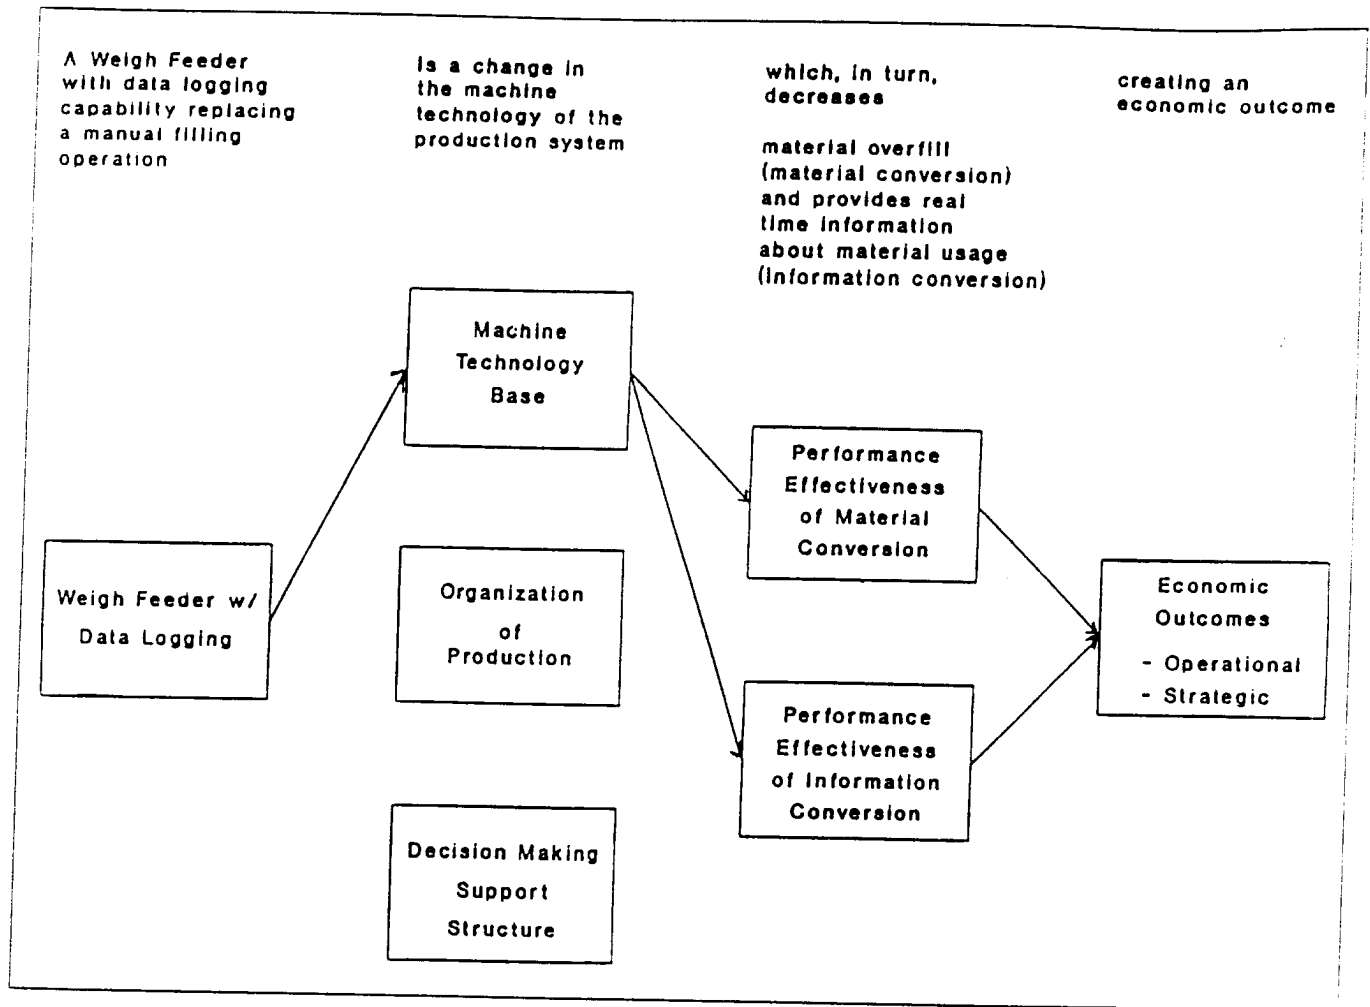 A Weigh Feeder
with data logging
capability replacing
a manual filling
operation
is a change in
the machine
technology of the
production system
which, in turn,
decreases
material overfill
(material conversion)
and provides real
time information
about material usage
(information conversion)
creating an
economic outcome
Machine
Technology
Base
Performance
Effectiveness
of Material
Conversion
Weigh Feeder w/
Data Logging
Organization
of
Production
Economic
Outcomes
- Operational
- Strategic
Performance
Effectiveness
of Information
Conversion
Decision Making
Support
Structure